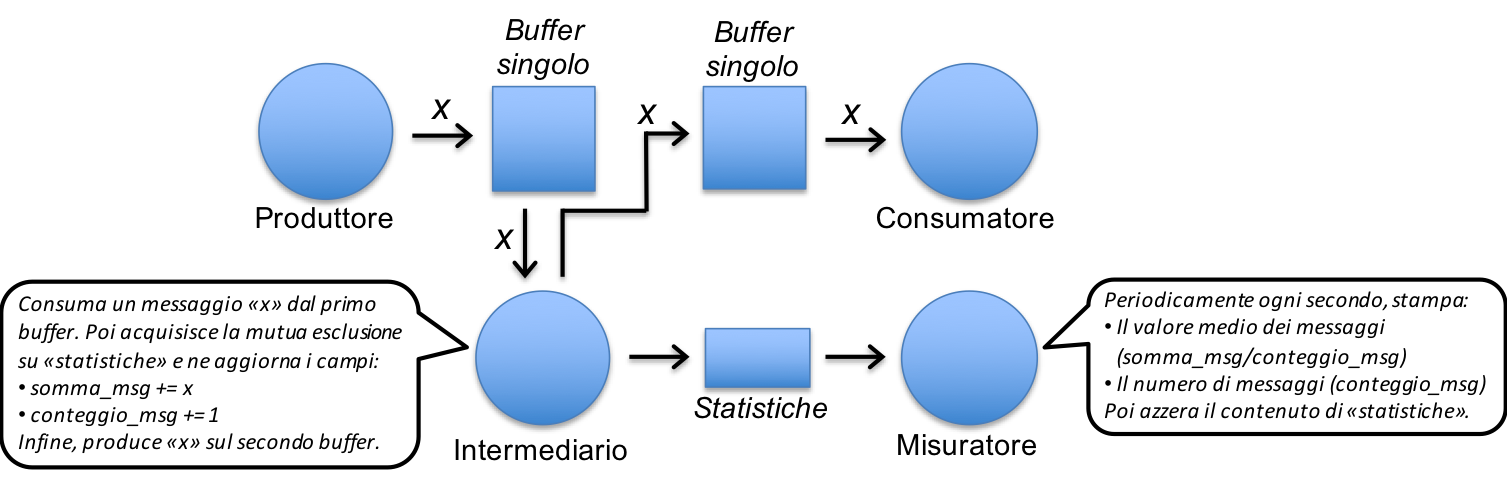 Buffer
singolo
Buffer
singolo
x
x
x
Produttore
Consumatore
x
Consuma un messaggio «x» dal primo
buffer. Poi acquisisce la mutua esclusione
su «statistiche» e ne aggiorna i campi:
• somma_msg += x
• conteggio_msg += 1
Infine, produce «x» sul secondo buffer.
Intermediario
Statistiche
Misuratore
Periodicamente ogni secondo, stampa:
• Il valore medio dei messaggi
(somma_msg/conteggio_msg)
• Il numero di messaggi (conteggio_msg)
Poi azzera il contenuto di «statistiche».